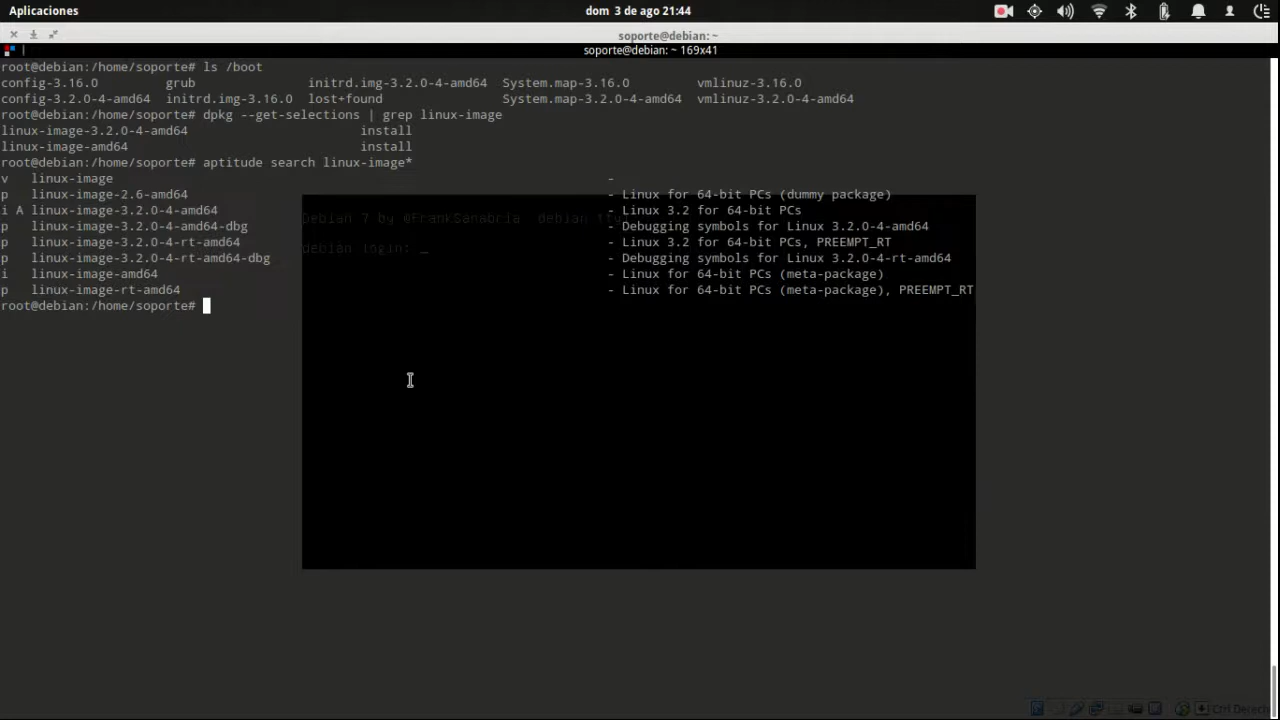 Aplicaciones
dom 3 de ago 21:44
soporte@debian: ~
soporte@debian: ~ 169x41
root@debian:/home/soporte# ls /boot
config-3.16.0 grub initrd.img-3.2.0-4-amd64 System.map-3.16.0 vmlinuz-3.16.0
config-3.2.0-4-amd64 initrd.img-3.16.0 lost+found System.map-3.2.0-4-amd64 vmlinuz-3.2.0-4-amd64
root@debian:/home/soporte# dpkg --get-selections | grep linux-image
linux-image-3.2.0-4-amd64 install
linux-image-amd64 install
root@debian:/home/soporte# aptitude search linux-image*
v linux-image -
p linux-image-2.6-amd64 - Linux for 64-bit PCs (dummy package)
i A linux-image-3.2.0-4-amd64 - Linux 3.2 for 64-bit PCs
p linux-image-3.2.0-4-amd64-dbg - Debugging symbols for Linux 3.2.0-4-amd64
p linux-image-3.2.0-4-rt-amd64 - Linux 3.2 for 64-bit PCs, PREEMPT_RT
p linux-image-3.2.0-4-rt-amd64-dbg - Debugging symbols for Linux 3.2.0-4-rt-amd64
i linux-image-amd64 - Linux for 64-bit PCs (meta-package)
p linux-image-rt-amd64 - Linux for 64-bit PCs (meta-package), PREEMPT_RT
root@debian:/home/soporte#
Debian 7 by @FrankSanabria debian
debian login: _
Ctrl Derech